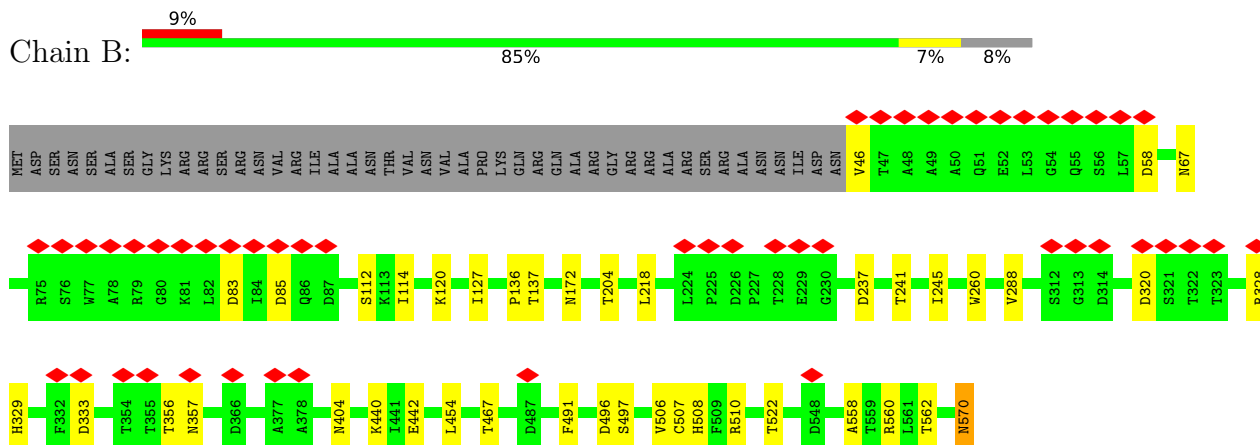 9%
Chain B:
85% 7% 8%
MET ASP SER ASN SER ALA SER GLY LYS ARG ARG SER ARG ASN VAL ARG ILE ALA ALA ASN THR VAL ASN VAL ALA PRO LYS GLN ARG GLN ALA ARG GLY ARG ARG ALA ARG SER ARG ALA ASN ASN ILE ASP ASN V46 T47 A48 A49 A50 Q51 E52 L53 G54 Q55 S56 L57 D58 N67
R75 S76 W77 A78 R79 G80 K81 L82 D83 I84 D85 Q86 D87 S112 K113 I114 K120 I127 P136 T137 N172 T204 L218 L224 P225 D226 P227 T228 E229 G230 D237 T241 I245 W260 V288 S312 G313 D314 D320 S321 T322 T323
H329 F332 D333 T354 T355 T356 N357 D366 A377 A378 N404 K440 I441 E442 L454 T467 D487 F491 D496 S497 V506 C507 H508 F509 R510 T522 D548 A558 T559 R560 L561 T562 N570